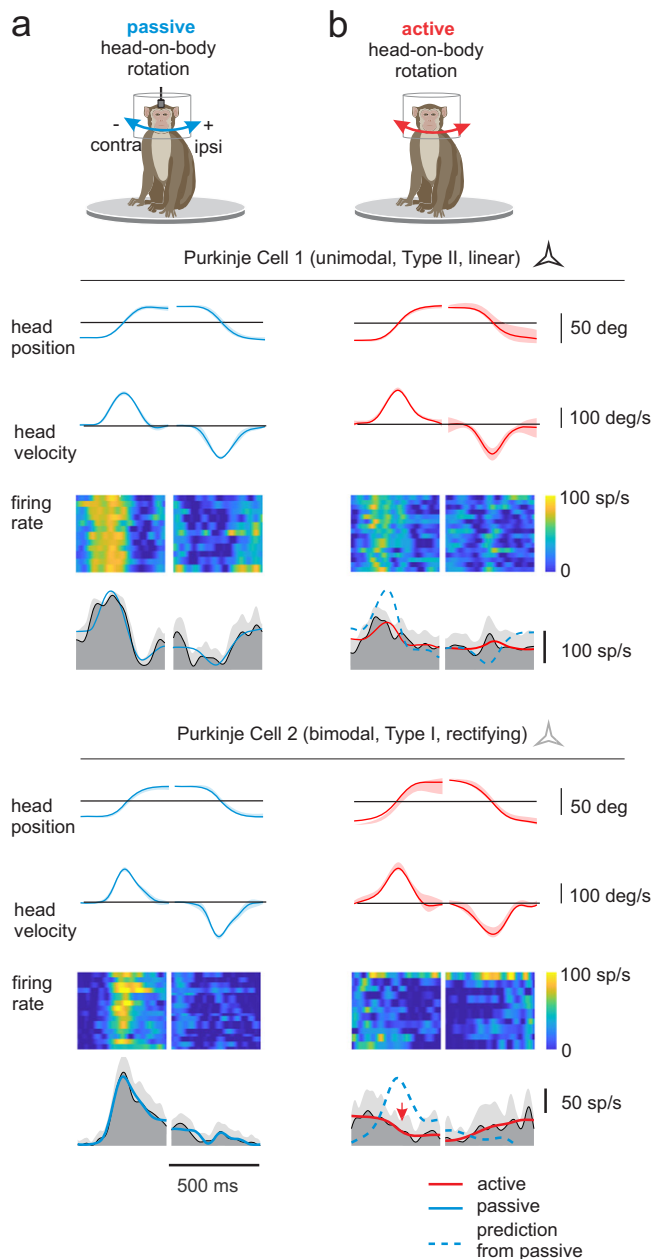 a
passive
head-on-body
rotation
-
+
contra
ipsi
b
active
head-on-body
rotation
Purkinje Cell 1 (unimodal, Type II, linear)
head
position
50 deg
head
velocity
100 deg/s
firing
rate
100 sp/s
0
100 sp/s
Purkinje Cell 2 (bimodal, Type I, rectifying)
head
position
50 deg
head
velocity
100 deg/s
firing
rate
100 sp/s
0
50 sp/s
500 ms
active
passive
prediction
from passive